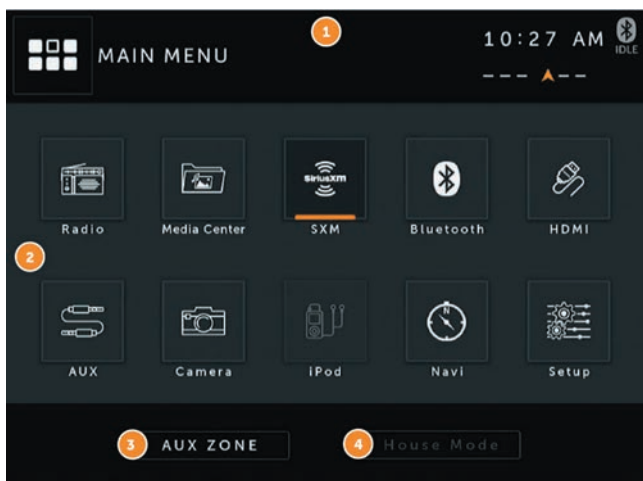 1
MAIN MENU
10:27 AM
IDLE
--- --
SiriusXM
Radio Media Center SXM Bluetooth HDMI
2
N
AUX Camera iPod Navi Setup
3 AUX ZONE 4 House Mode